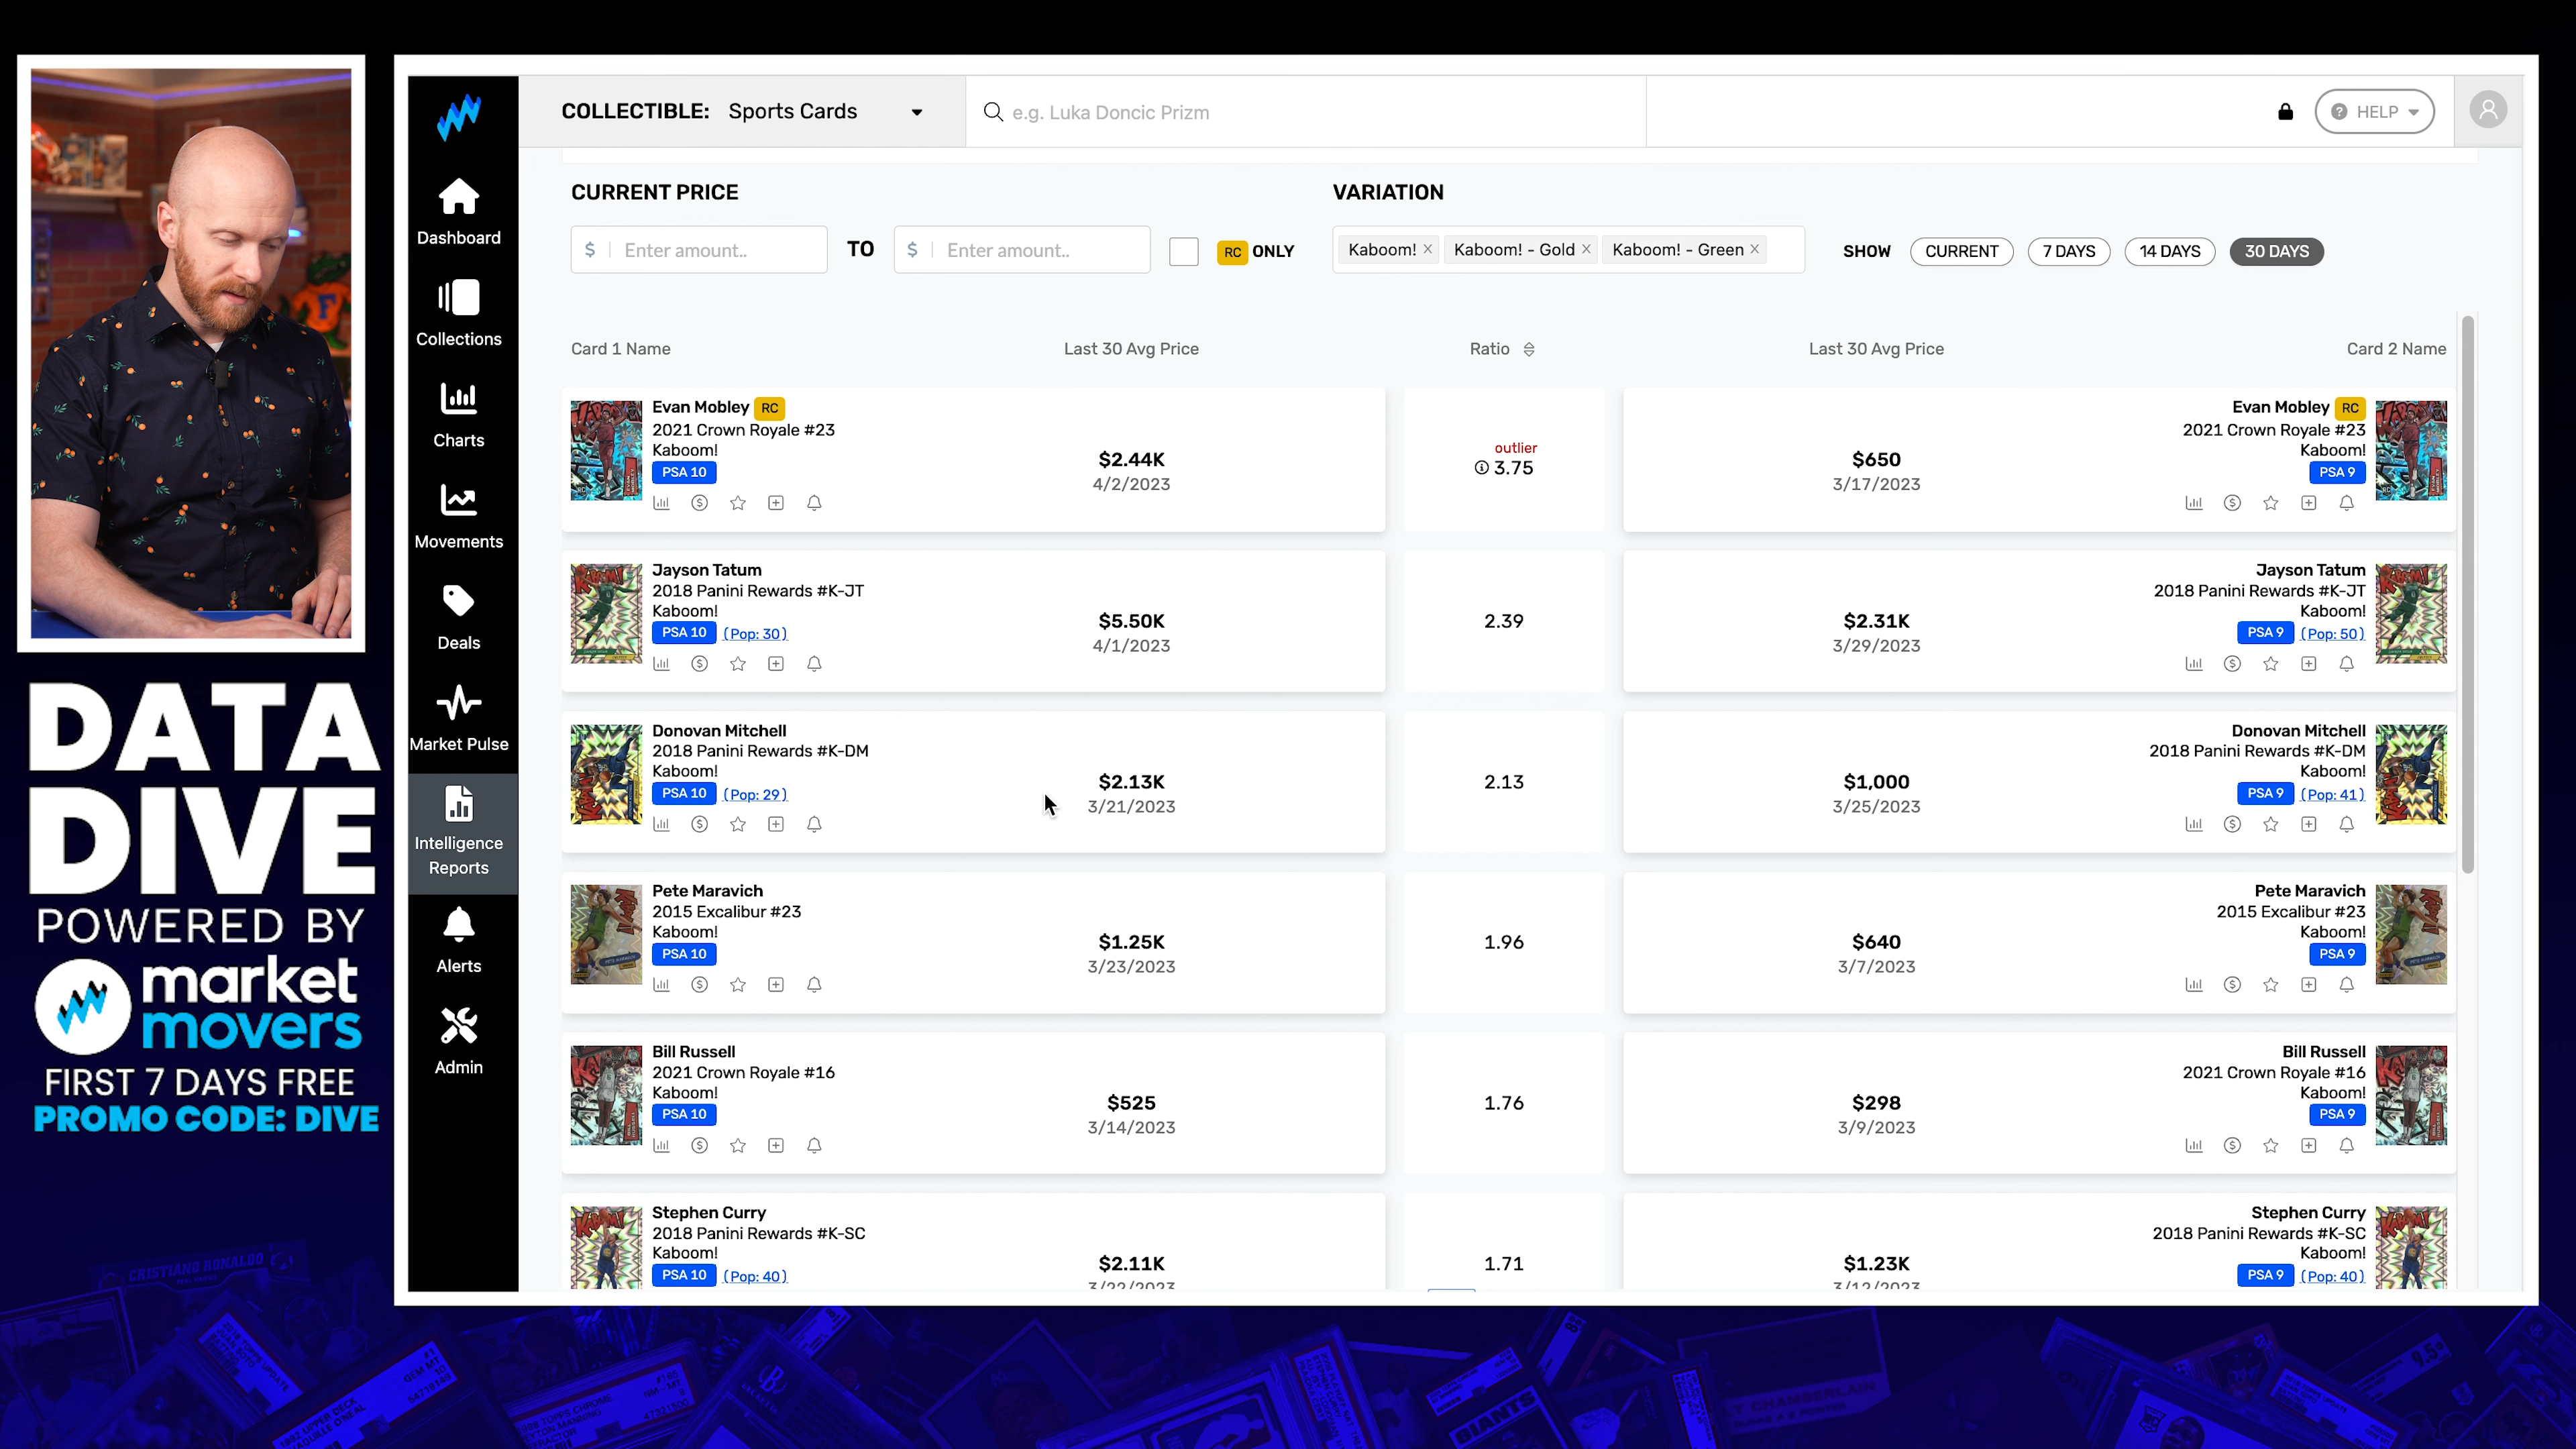 COLLECTIBLE: Sports Cards
e.g. Luka Doncic Prizm
HELP
Dashboard
Collections
Charts
Movements
Deals
Market Pulse
Intelligence
Reports
Alerts
Admin
CURRENT PRICE
$ Enter amount.. TO $ Enter amount.. RC ONLY
VARIATION
Kaboom! × Kaboom! - Gold × Kaboom! - Green ×
SHOW CURRENT 7 DAYS 14 DAYS 30 DAYS
Card 1 Name Last 30 Avg Price Ratio Last 30 Avg Price Card 2 Name
Evan Mobley RC
2021 Crown Royale #23
Kaboom!
PSA 10
$2.44K
4/2/2023
outlier
3.75
$650
3/17/2023
Evan Mobley RC
2021 Crown Royale #23
Kaboom!
PSA 9
Jayson Tatum
2018 Panini Rewards #K-JT
Kaboom!
PSA 10 (Pop: 30)
$5.50K
4/1/2023
2.39
$2.31K
3/29/2023
Jayson Tatum
2018 Panini Rewards #K-JT
Kaboom!
PSA 9 (Pop: 50)
Donovan Mitchell
2018 Panini Rewards #K-DM
Kaboom!
PSA 10 (Pop: 29)
$2.13K
3/21/2023
2.13
$1,000
3/25/2023
Donovan Mitchell
2018 Panini Rewards #K-DM
Kaboom!
PSA 9 (Pop: 41)
Pete Maravich
2015 Excalibur #23
Kaboom!
PSA 10
$1.25K
3/23/2023
1.96
$640
3/7/2023
Pete Maravich
2015 Excalibur #23
Kaboom!
PSA 9
Bill Russell
2021 Crown Royale #16
Kaboom!
PSA 10
$525
3/14/2023
1.76
$298
3/9/2023
Bill Russell
2021 Crown Royale #16
Kaboom!
PSA 9
Stephen Curry
2018 Panini Rewards #K-SC
Kaboom!
PSA 10 (Pop: 40)
$2.11K
3/22/2023
1.71
$1.23K
3/12/2023
Stephen Curry
2018 Panini Rewards #K-SC
Kaboom!
PSA 9 (Pop: 40)
DATA
DIVE
POWERED BY
market
movers
FIRST 7 DAYS FREE
PROMO CODE: DIVE
CRISTIANO RONALDO
GIANTS